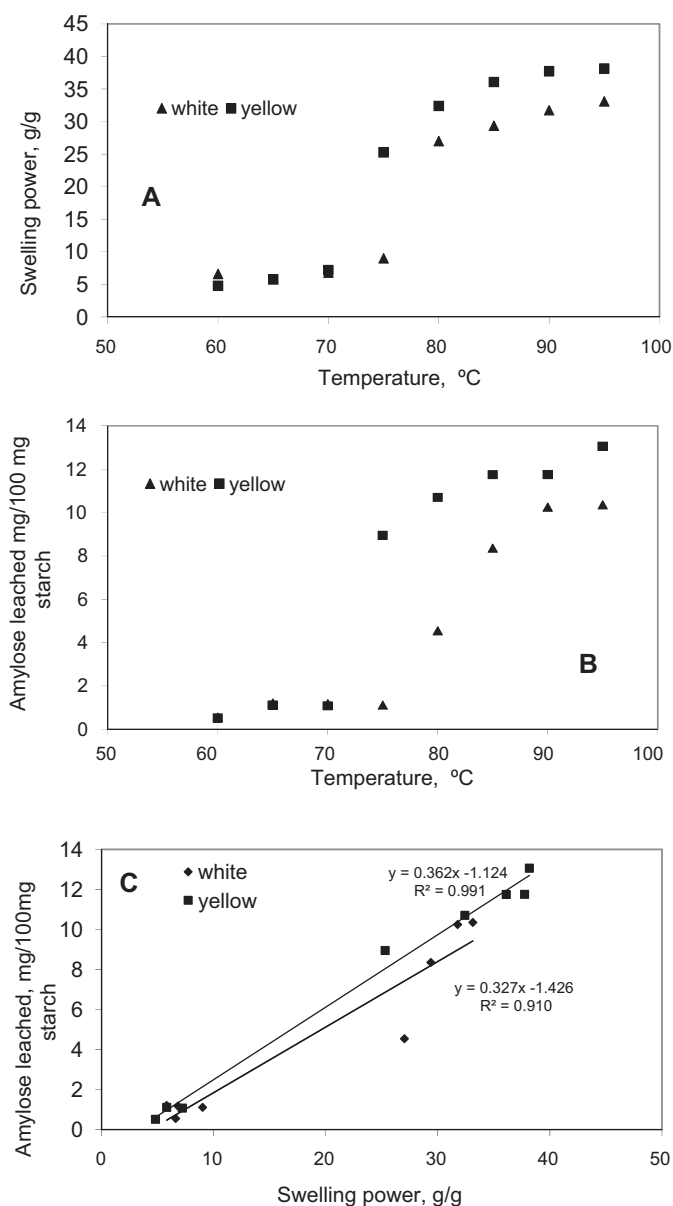 45
40
35
30
25
20
15
10
5
0
Swelling power, g/g
▲ white ■ yellow
A
50 60 70 80 90 100
Temperature, ºC
14
12
10
8
6
4
2
0
Amylose leached mg/100 mg
starch
▲ white ■ yellow
B
50 60 70 80 90 100
Temperature, ºC
14
12
10
8
6
4
2
0
Amylose leached, mg/100mg
starch
C
◆ white
■ yellow
y = 0.362x -1.124
R² = 0.991
y = 0.327x -1.426
R² = 0.910
0 10 20 30 40 50
Swelling power, g/g